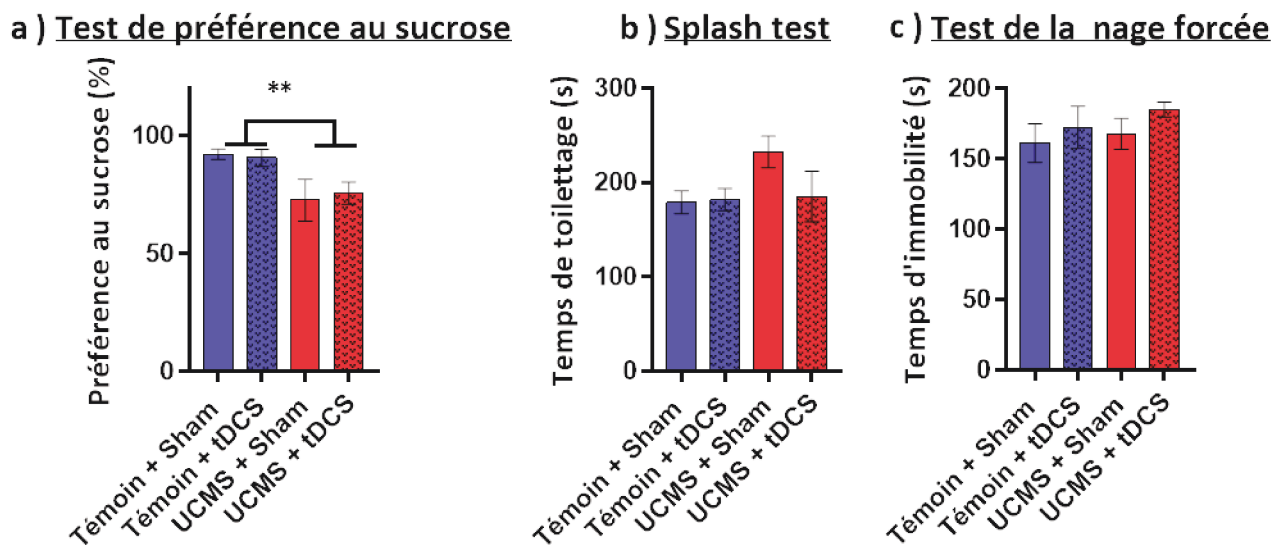 a ) Test de préférence au sucrose
b ) Splash test
c ) Test de la nage forcée
Préférence au sucrose (%)
100
50
0
**
Témoin + Sham
Témoin + tDCS
UCMS + Sham
UCMS + tDCS
Temps de toilettage (s)
300
200
100
0
Témoin + Sham
Témoin + tDCS
UCMS + Sham
UCMS + tDCS
Temps d'immobilité (s)
200
150
100
50
0
Témoin + Sham
Témoin + tDCS
UCMS + Sham
UCMS + tDCS